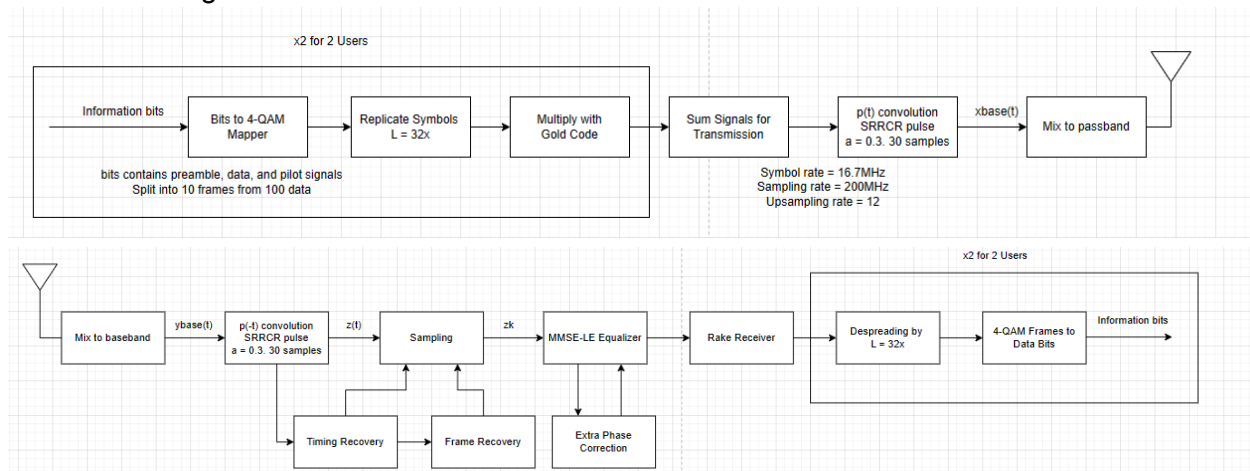 x2 for 2 Users
Information bits
Bits to 4-QAM
Mapper
Replicate Symbols
L = 32x
Multiply with
Gold Code
Sum Signals for
Transmission
p(t) convolution
SRRCR pulse
a = 0.3. 30 samples
xbase(t)
Mix to passband
bits contains preamble, data, and pilot signals
Split into 10 frames from 100 data
Symbol rate = 16.7MHz
Sampling rate = 200MHz
Upsampling rate = 12
x2 for 2 Users
Mix to baseband
ybase(t)
p(-t) convolution
SRRCR pulse
a = 0.3. 30 samples
z(t)
Sampling
zk
MMSE-LE Equalizer
Rake Receiver
Despreading by
L = 32x
4-QAM Frames to
Data Bits
Information bits
Timing Recovery
Frame Recovery
Extra Phase
Correction